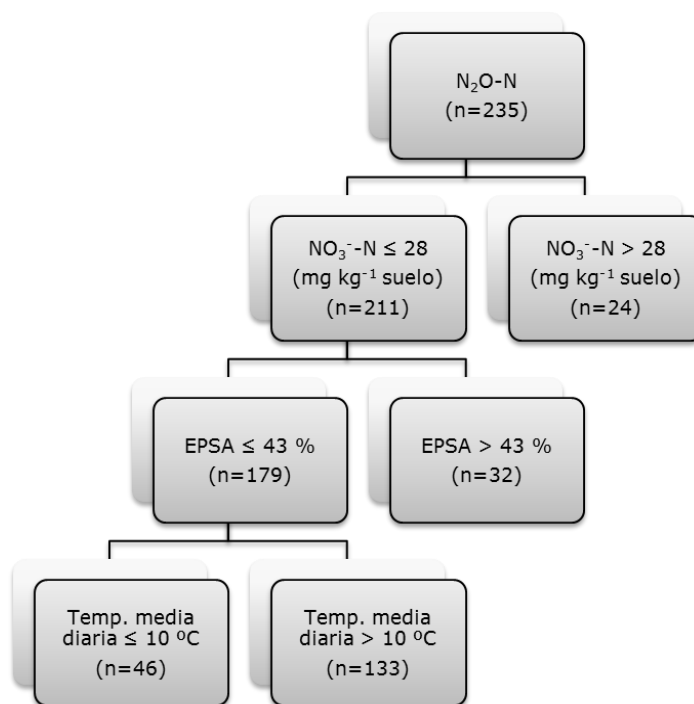 N₂O-N
(n=235)
NO₃⁻-N ≤ 28
(mg kg⁻¹ suelo)
(n=211)
NO₃⁻-N > 28
(mg kg⁻¹ suelo)
(n=24)
EPSA ≤ 43 %
(n=179)
EPSA > 43 %
(n=32)
Temp. media
diaria ≤ 10 ºC
(n=46)
Temp. media
diaria > 10 ºC
(n=133)